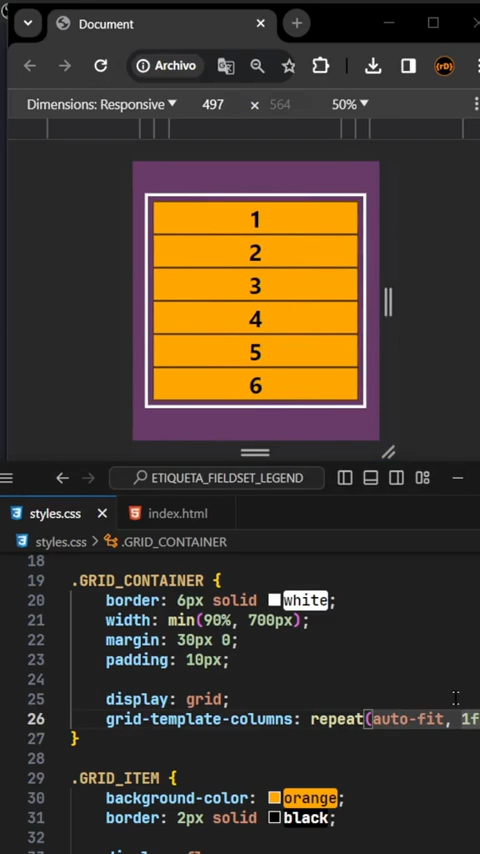 Document
Archivo
Dimensions: Responsive 497 × 564 50%
1
2
3
4
5
6
ETIQUETA_FIELDSET_LEGEND
styles.css index.html
styles.css > .GRID_CONTAINER
18
19 .GRID_CONTAINER {
20 border: 6px solid white;
21 width: min(90%, 700px);
22 margin: 30px 0;
23 padding: 10px;
24
25 display: grid;
26 grid-template-columns: repeat(auto-fit, 1f
27 }
28
29 .GRID_ITEM {
30 background-color: orange;
31 border: 2px solid black;
32